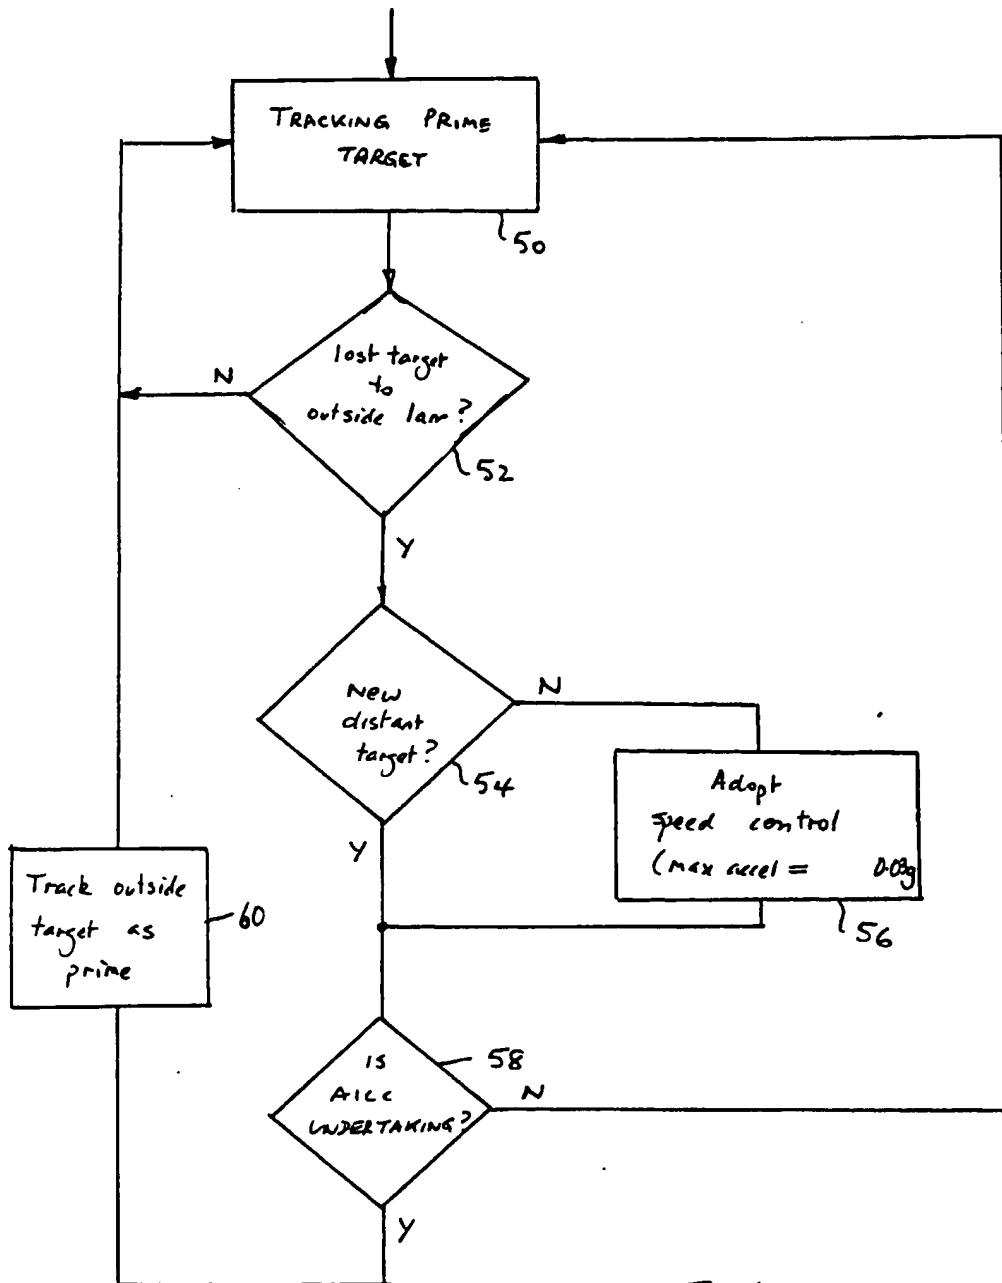 TRACKING PRIME
TARGET
50
lost target
to
outside lane?
N
52
Y
New
distant
target?
N
54
Y
Adopt
speed control
(max accel = 0.03g
56
Track outside
target as
prime
60
is
AICC
UNDERTAKING?
58
N
Y